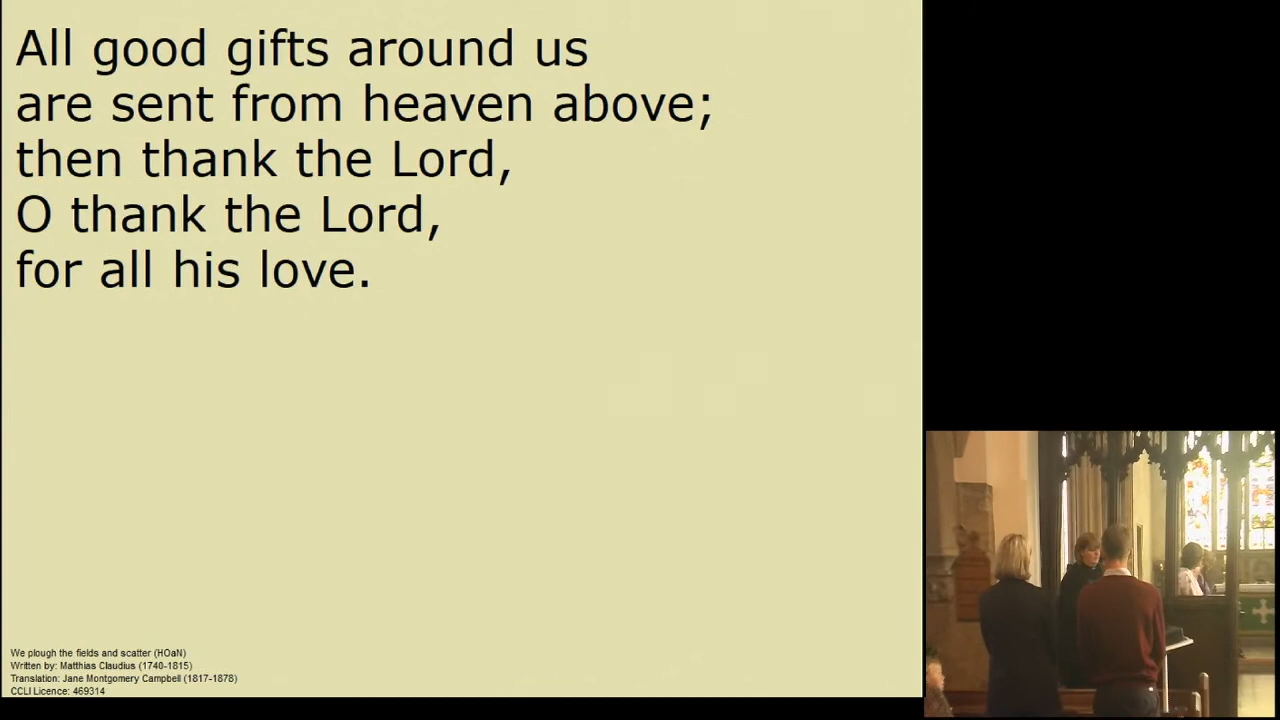 All good gifts around us
are sent from heaven above;
then thank the Lord,
O thank the Lord,
for all his love.
We plough the fields and scatter (HOaN)
Written by: Matthias Claudius (1740-1815)
Translation: Jane Montgomery Campbell (1817-1878)
CCLI Licence: 469314